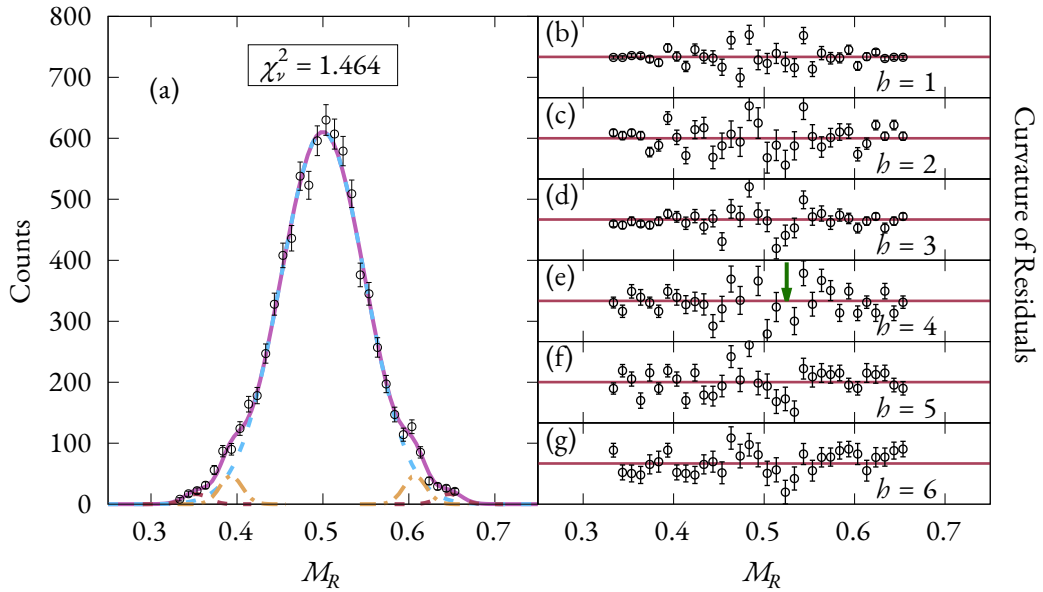 800
700
600
500
400
300
200
100
0
Counts
(a)
χ²ᵥ = 1.464
0.3
0.4
0.5
0.6
0.7
M_R
(b)
h = 1
(c)
h = 2
(d)
h = 3
(e)
h = 4
(f)
h = 5
(g)
h = 6
0.3
0.4
0.5
0.6
0.7
M_R
Curvature of Residuals